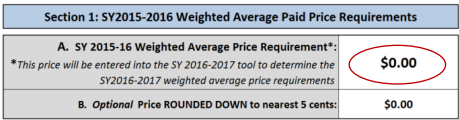 Section 1: SY2015-2016 Weighted Average Paid Price Requirements
A. SY 2015-16 Weighted Average Price Requirement*:
*This price will be entered into the SY 2016-2017 tool to determine the
SY2016-2017 weighted average price requirements
$0.00
B. Optional Price ROUNDED DOWN to nearest 5 cents:
$0.00